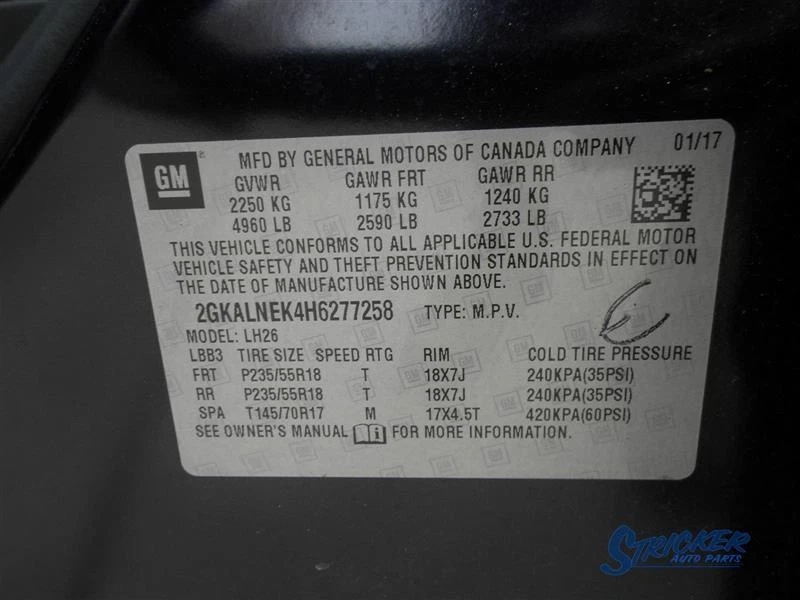 GM MFD BY GENERAL MOTORS OF CANADA COMPANY 01/17
GVWR GAWR FRT GAWR RR
2250 KG 1175 KG 1240 KG
4960 LB 2590 LB 2733 LB
THIS VEHICLE CONFORMS TO ALL APPLICABLE U.S. FEDERAL MOTOR
VEHICLE SAFETY AND THEFT PREVENTION STANDARDS IN EFFECT ON
THE DATE OF MANUFACTURE SHOWN ABOVE.
2GKALNEK4H6277258 TYPE: M.P.V.
MODEL: LH26
LBB3 TIRE SIZE SPEED RTG RIM COLD TIRE PRESSURE
FRT P235/55R18 T 18X7J 240KPA(35PSI)
RR P235/55R18 T 18X7J 240KPA(35PSI)
SPA T145/70R17 M 17X4.5T 420KPA(60PSI)
SEE OWNER'S MANUAL FOR MORE INFORMATION.
STRICKER
AUTO PARTS